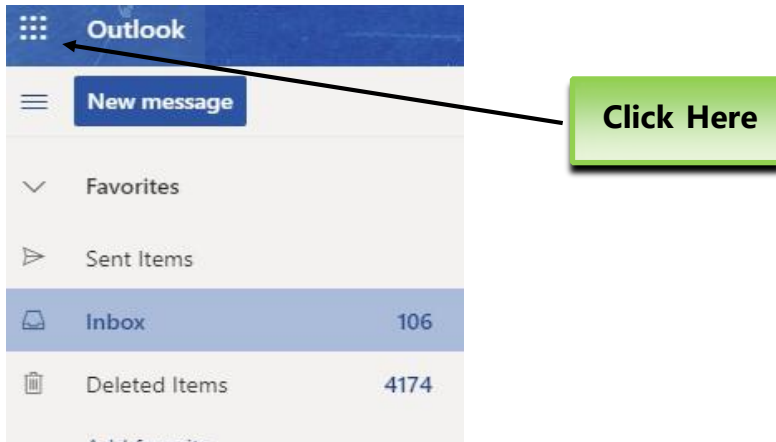 Outlook
New message
Click Here
Favorites
Sent Items
Inbox 106
Deleted Items 4174